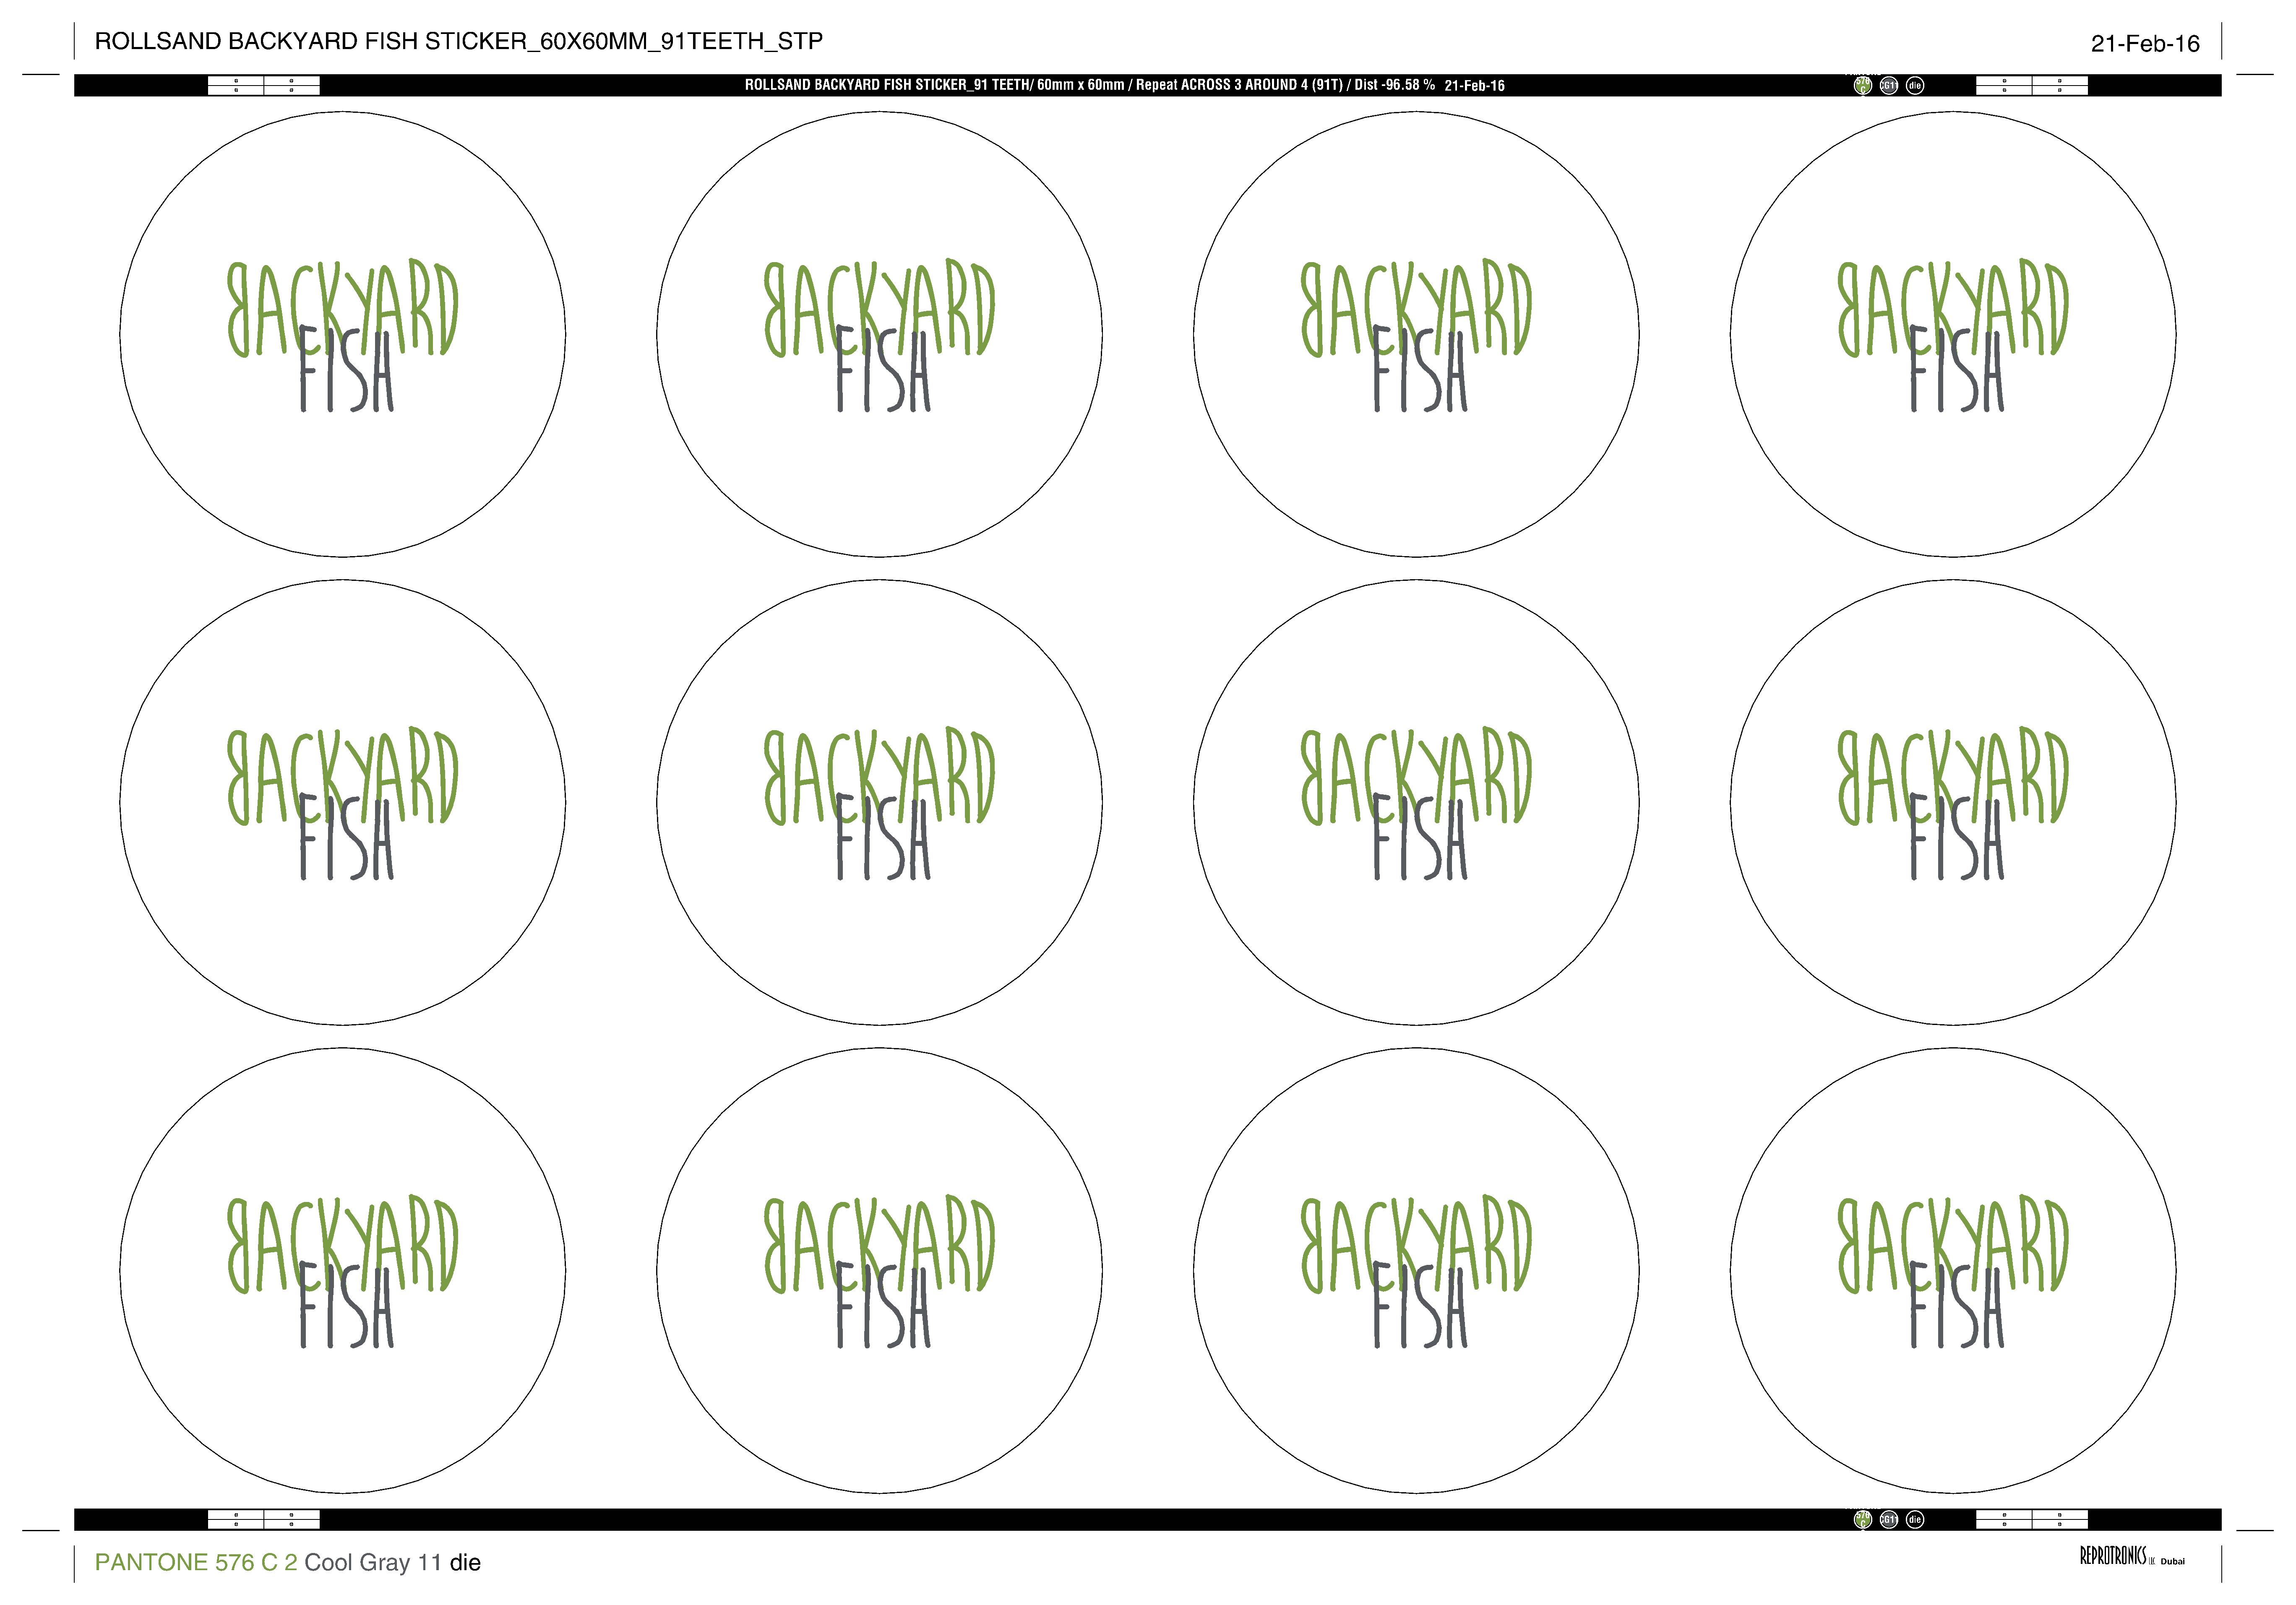 ROLLSAND BACKYARD FISH STICKER_60X60MM_91TEETH_STP
21-Feb-16
ROLLSAND BACKYARD FISH STICKER_91 TEETH/ 60mm x 60mm / Repeat ACROSS 3 AROUND 4 (91T) / Dist -96.58 % 21-Feb-16
576 C CG11 die
BACKYARD BACKYARD BACKYARD BACKYARD
FISH FISH FISH FISH
BACKYARD BACKYARD BACKYARD BACKYARD
FISH FISH FISH FISH
BACKYARD BACKYARD BACKYARD BACKYARD
FISH FISH FISH FISH
576 C CG11 die
PANTONE 576 C 2 Cool Gray 11 die
REPROTRONICS LLC Dubai